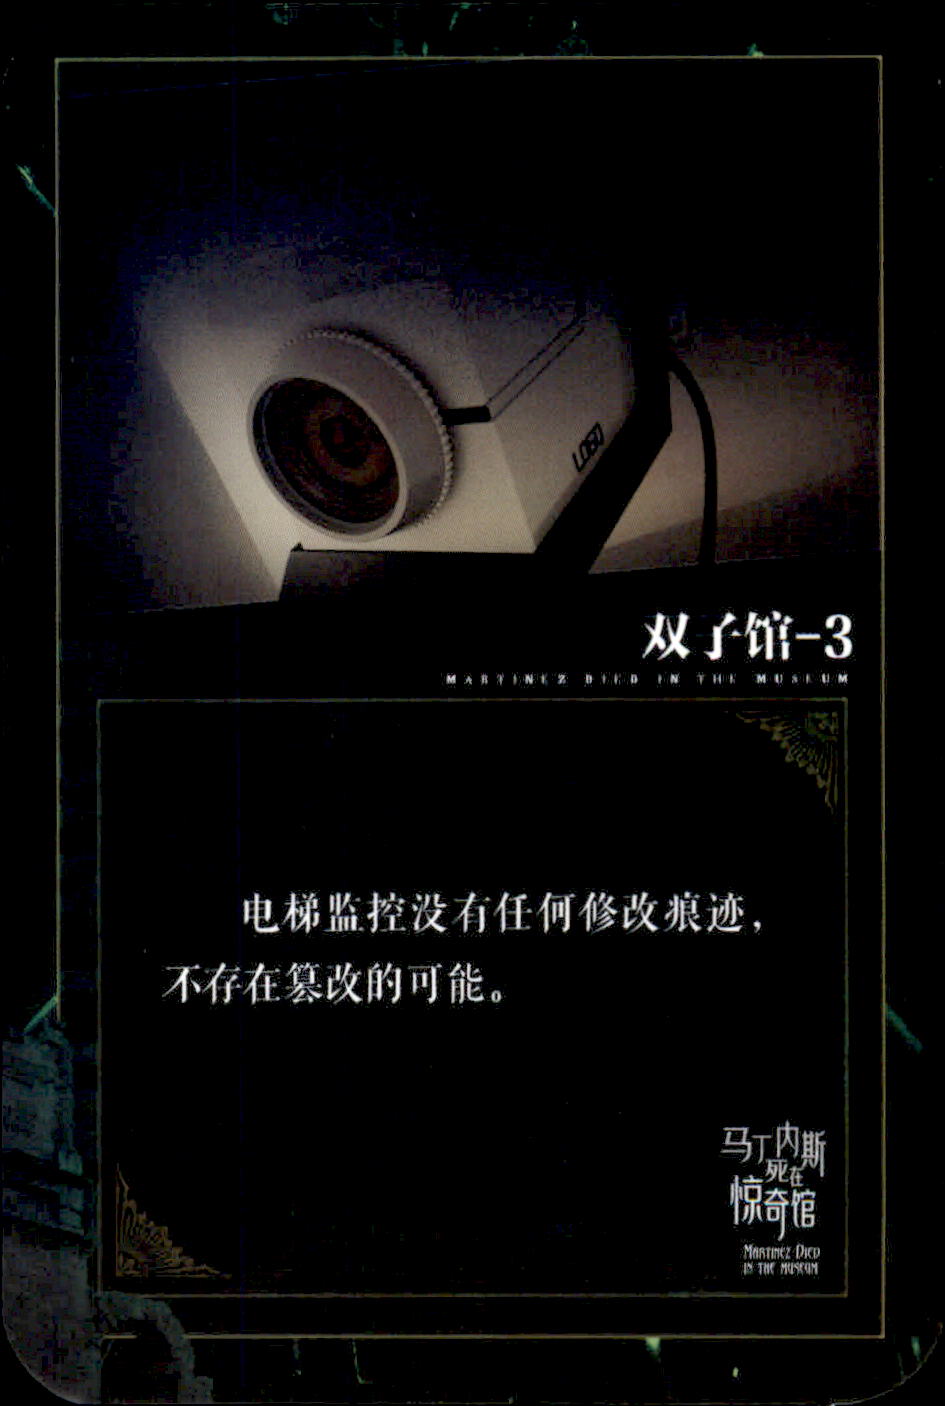 LOGO
双子馆-3
MARTINEZ DIED IN THE MUSEUM
电梯监控没有任何修改痕迹，
不存在篡改的可能。
马丁内斯
死在
惊奇馆
MARTINEZ DIED
IN THE MUSEUM